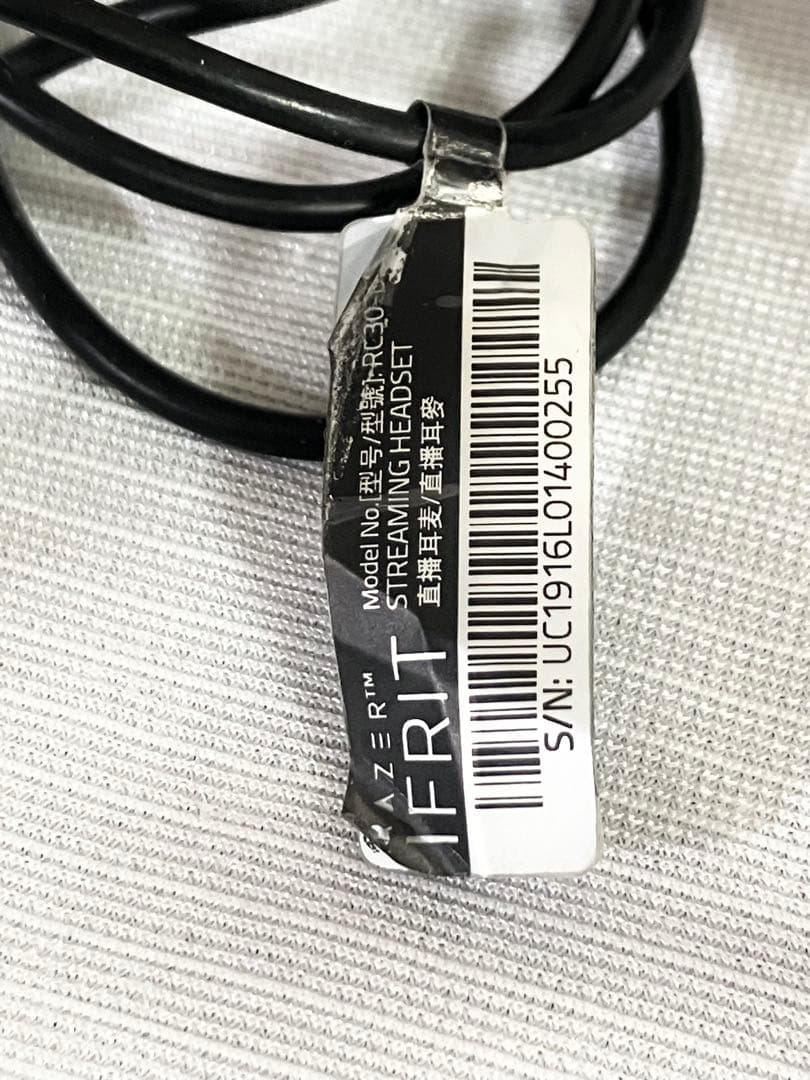 RAZER™
IFRIT
Model No.[型号/型號]: RC30-
STREAMING HEADSET
直播耳麦/直播耳麥
S/N: UC1916L01400255